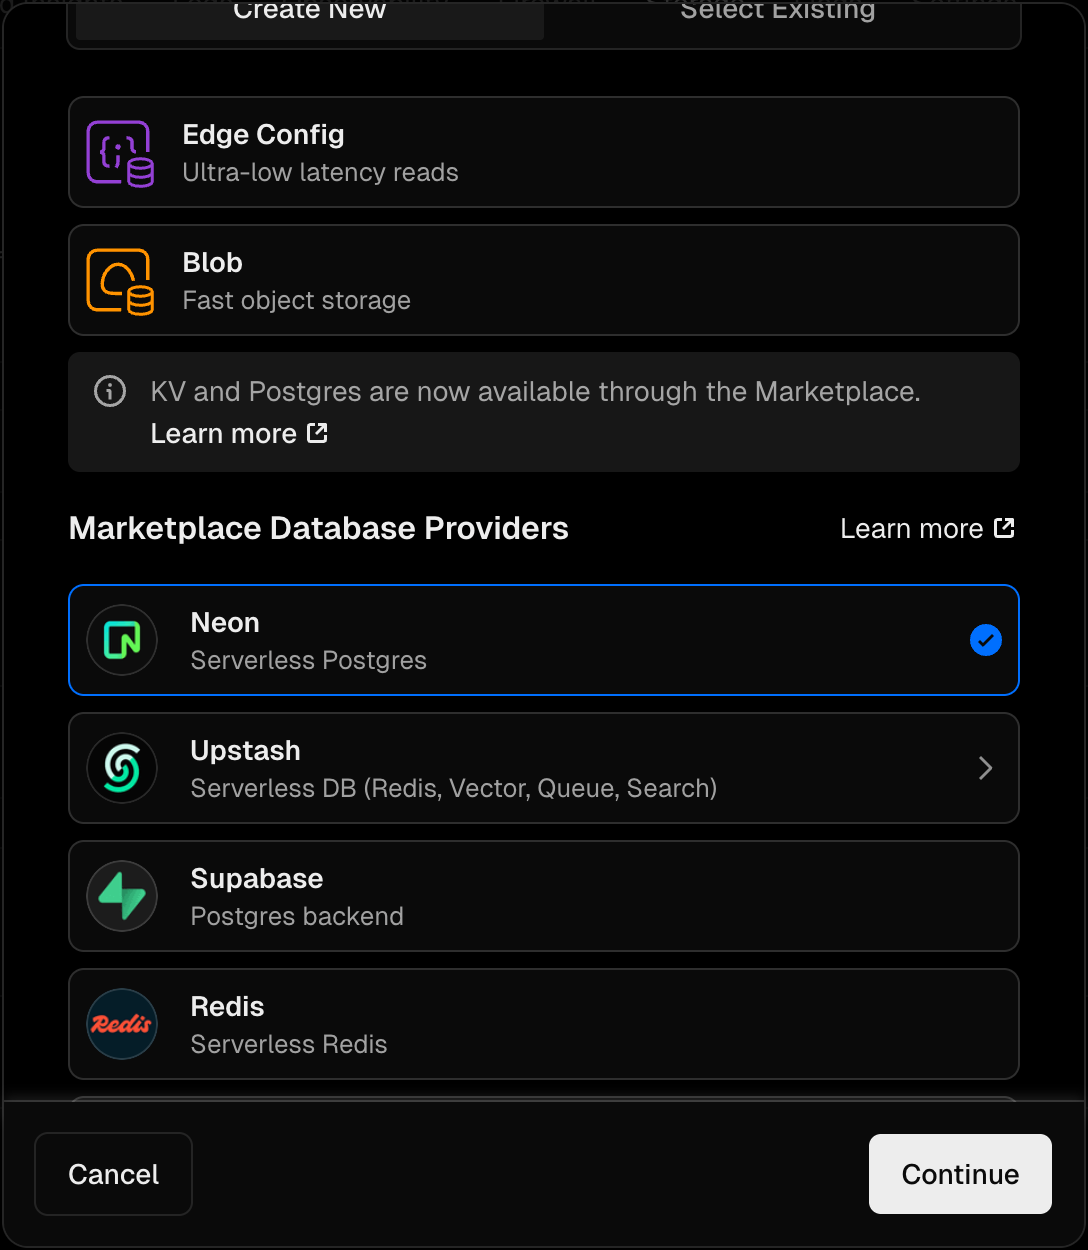 Create New
Select Existing
Edge Config
Ultra-low latency reads
Blob
Fast object storage
KV and Postgres are now available through the Marketplace.
Learn more
Marketplace Database Providers
Learn more
Neon
Serverless Postgres
Upstash
Serverless DB (Redis, Vector, Queue, Search)
Supabase
Postgres backend
Redis
Redis
Serverless Redis
Cancel
Continue